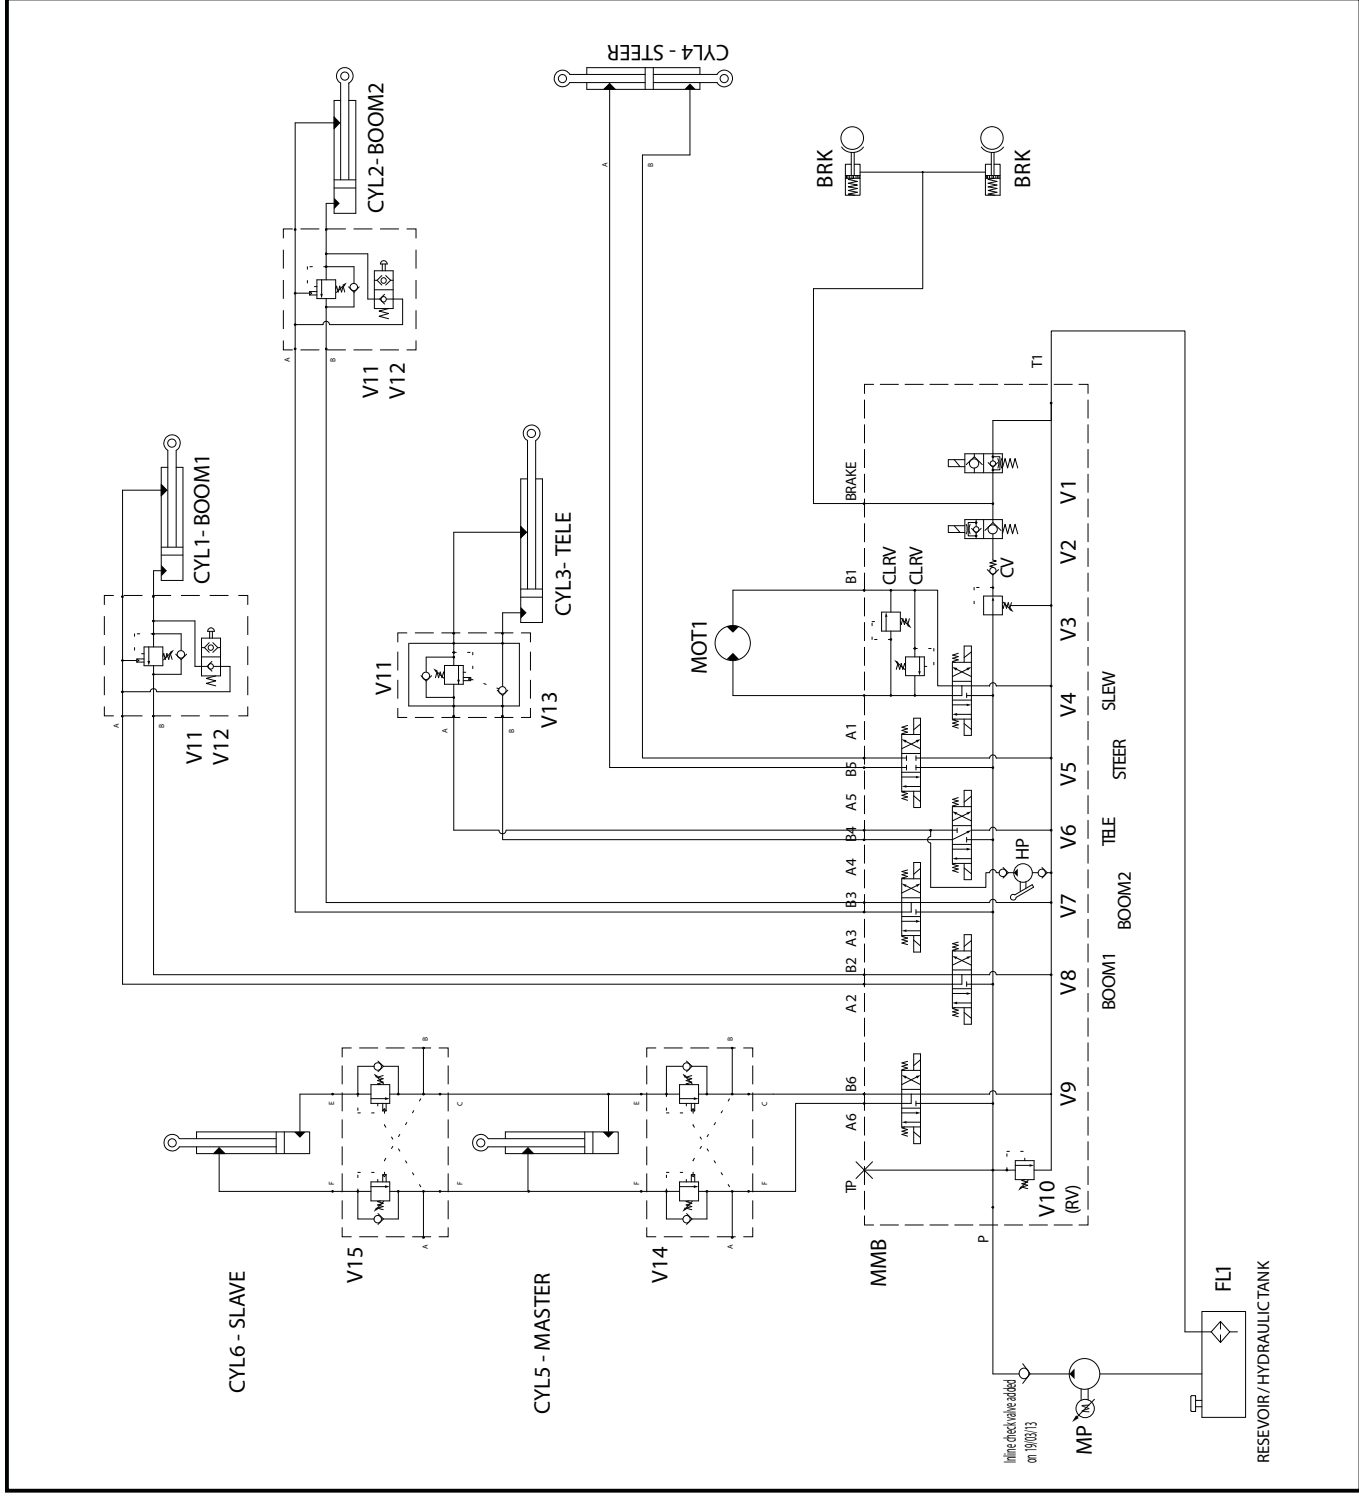 CYL4 - STEER
CYL2- BOOM2
A
B
V11
V12
CYL1- BOOM1
A
B
V11
V12
CYL3- TELE
V11
V13
A
B
A
B
BRK
BRK
T1
BRAKE
B1
CLRV
CLRV
CV
MOT1
V1
V2
V3
V4
SLEW
A1
B5
V5
STEER
A5
B4
V6
TELE
HP
A4
B3
V7
BOOM2
A3
B2
V8
BOOM1
A2
B6
A6
V9
TP
V10
(RV)
P
MMB
B
E
C
F
F
A
V15
B
E
C
F
F
A
V14
CYL6 - SLAVE
CYL5 - MASTER
Inline check valve added
on 19/03/13
M
MP
FL1
RESEVOIR / HYDRAULIC TANK